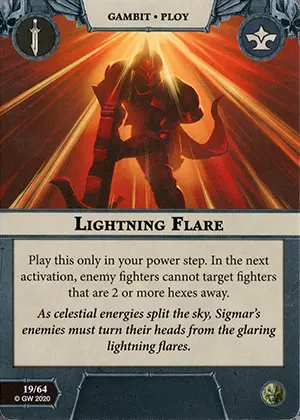 GAMBIT • PLOY
LIGHTNING FLARE
Play this only in your power step. In the next
activation, enemy fighters cannot target fighters
that are 2 or more hexes away.
As celestial energies split the sky, Sigmar's
enemies must turn their heads from the glaring
lightning flares.
19/64
© GW 2020